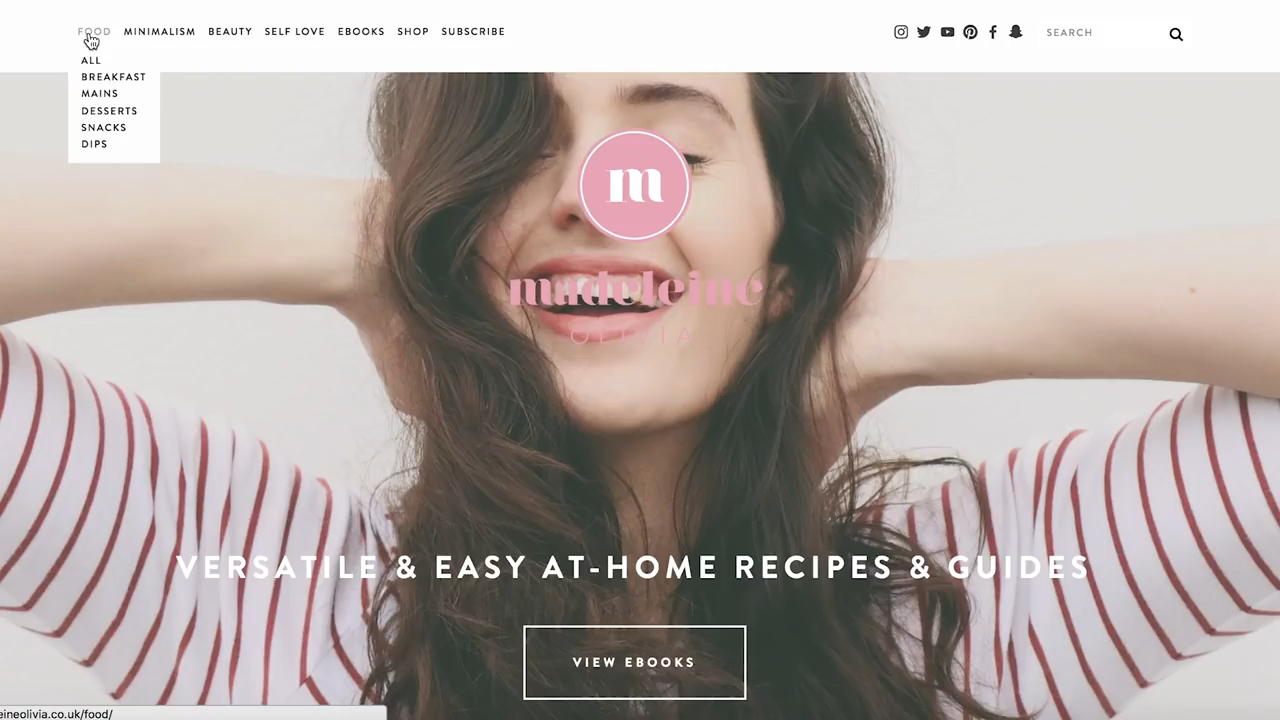 FOOD MINIMALISM BEAUTY SELF LOVE EBOOKS SHOP SUBSCRIBE SEARCH
ALL
BREAKFAST
MAINS
DESSERTS
SNACKS
DIPS
m
madeleine
OLIVIA
VERSATILE & EASY AT-HOME RECIPES & GUIDES
VIEW EBOOKS
eineolivia.co.uk/food/